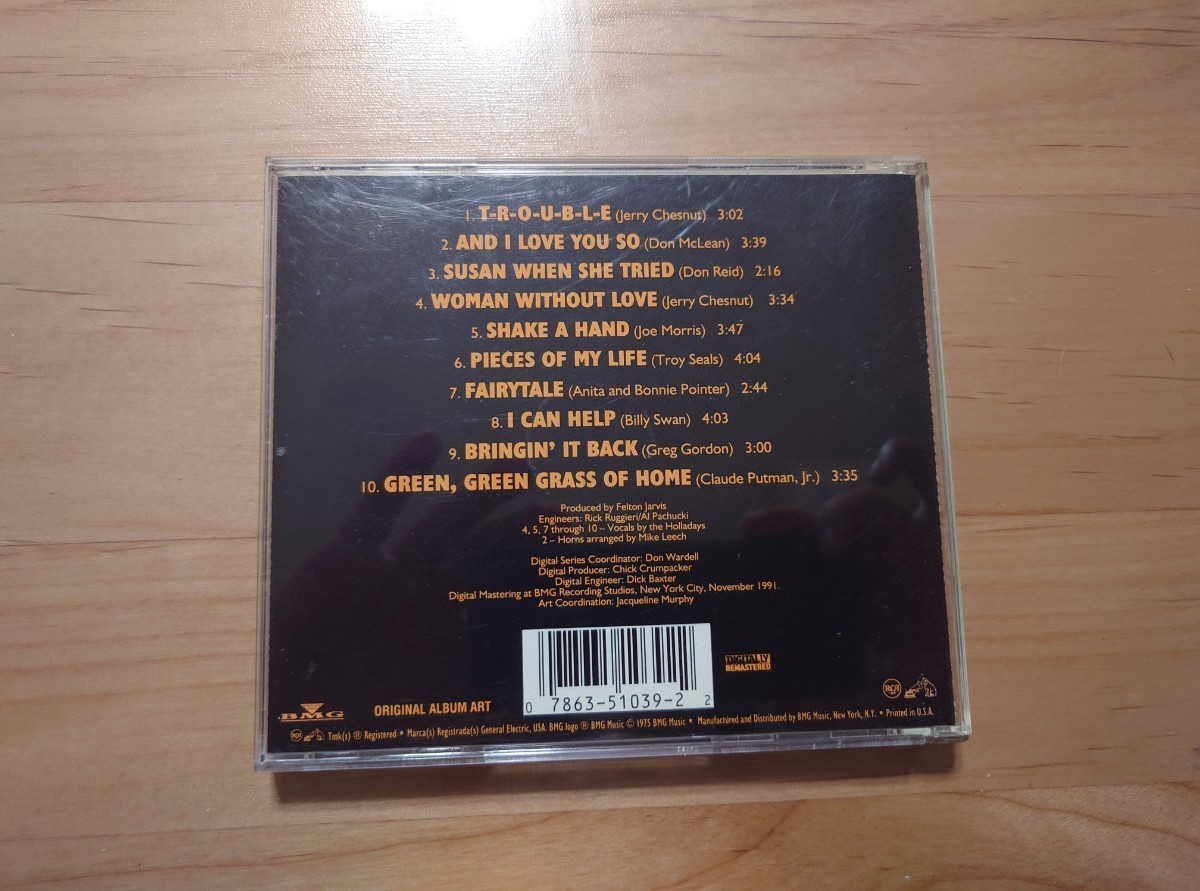 1. T-R-O-U-B-L-E (Jerry Chesnut) 3:02
2. AND I LOVE YOU SO (Don McLean) 3:39
3. SUSAN WHEN SHE TRIED (Don Reid) 2:16
4. WOMAN WITHOUT LOVE (Jerry Chesnut) 3:34
5. SHAKE A HAND (Joe Morris) 3:47
6. PIECES OF MY LIFE (Troy Seals) 4:04
7. FAIRYTALE (Anita and Bonnie Pointer) 2:44
8. I CAN HELP (Billy Swan) 4:03
9. BRINGIN' IT BACK (Greg Gordon) 3:00
10. GREEN, GREEN GRASS OF HOME (Claude Putman, Jr.) 3:35
Produced by Felton Jarvis
Engineers: Rick Ruggieri/Al Pachucki
4, 5, 7 through 10 – Vocals by the Holladays
2 – Horns arranged by Mike Leech
Digital Series Coordinator: Don Wardell
Digital Producer: Chick Crumpacker
Digital Engineer: Dick Baxter
Digital Mastering at BMG Recording Studios, New York City, November 1991.
Art Coordination: Jacqueline Murphy
DIGITALLY
REMASTERED
RCA
0 7863-51039-2 2
BMG
ORIGINAL ALBUM ART
RCA Tmk(s) ® Registered • Marca(s) Registrada(s) General Electric, USA. BMG logo ® BMG Music © 1975 BMG Music • Manufactured and Distributed by BMG Music, New York, N.Y. • Printed in U.S.A.